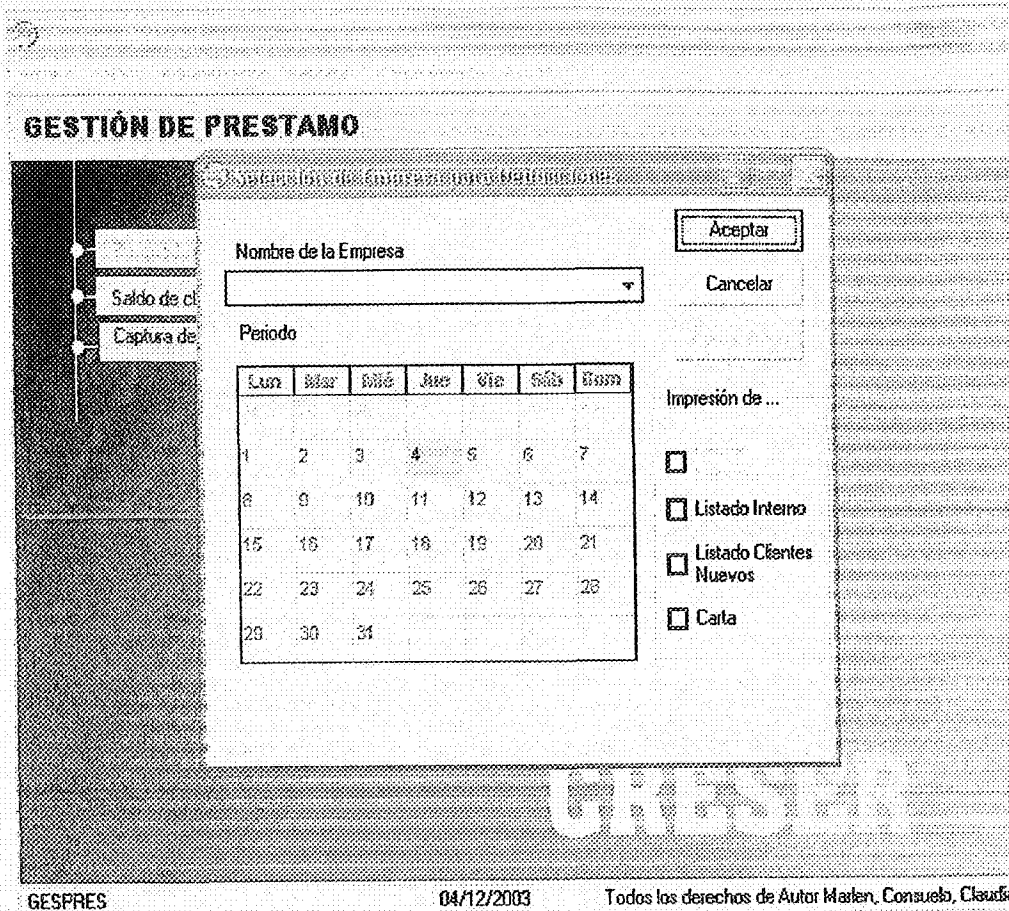 GESTIÓN DE PRESTAMO
Aceptar
Nombre de la Empresa
Cancelar
Saldo de cl
Captura de
Periodo
Lun Mar Mié Jue Vie Sáb Dom
Impresión de ...
1 2 3 4 5 6 7
8 9 10 11 12 13 14
Listado Interno
15 16 17 18 19 20 21
Listado Clientes
Nuevos
22 23 24 25 26 27 28
Carta
29 30 31
CRESER
GESPRES
04/12/2003
Todos los derechos de Autor Marlen, Consuelo, Claudia